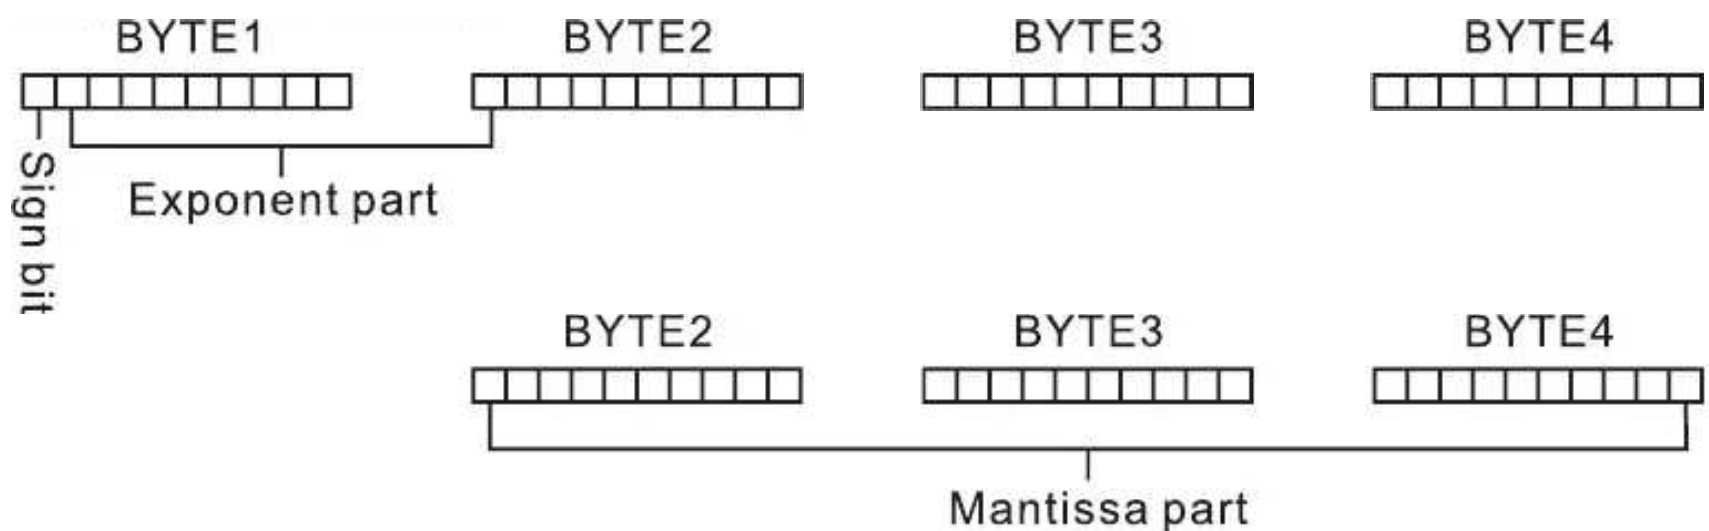 BYTE1 BYTE2 BYTE3 BYTE4
Sign bit
Exponent part
BYTE2 BYTE3 BYTE4
Mantissa part